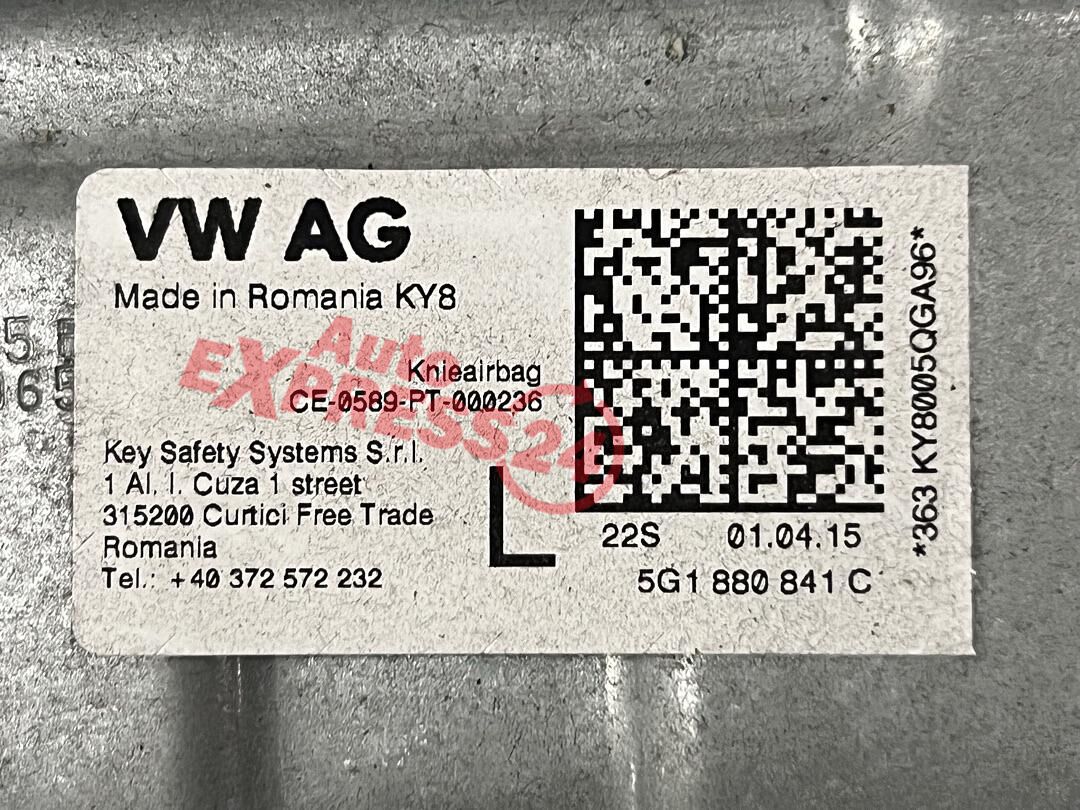 VW AG
Made in Romania KY8
Knieairbag
CE-0589-PT-000236
Key Safety Systems S.r.l.
1 Al. I. Cuza 1 street
315200 Curtici Free Trade
Romania
Tel.: +40 372 572 232
L
22S 01.04.15
5G1 880 841 C
*363 KY8005QGA96*
Auto
EXPRESS24